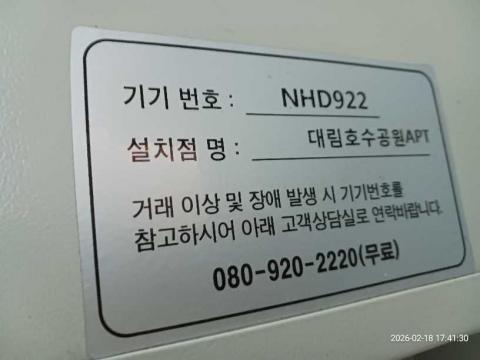 기기 번호 : NHD922
설치점 명 : 대림호수공원APT
거래 이상 및 장애 발생 시 기기번호를
참고하시어 아래 고객상담실로 연락바랍니다.
080-920-2220(무료)
2026-02-18 17:41:30